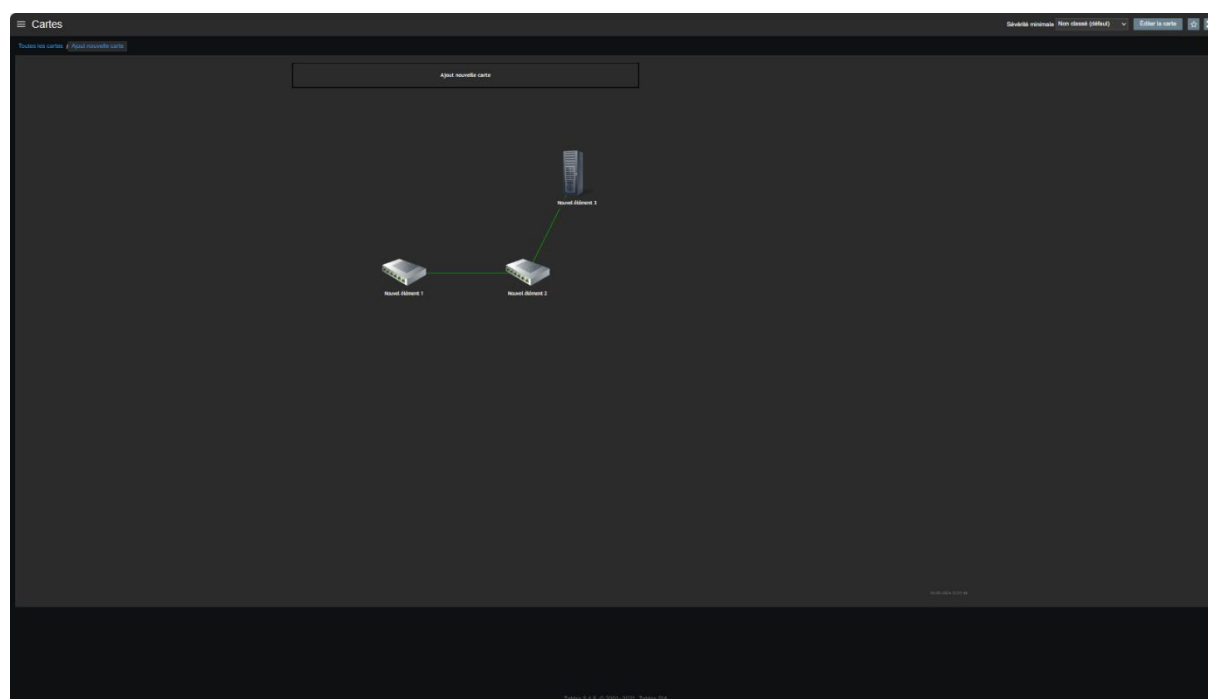 Cartes
Sévérité minimale Non classé (défaut) Éditer la carte
Toutes les cartes / Ajout nouvelle carte
Ajout nouvelle carte
Nouvel élément 3
Nouvel élément 1
Nouvel élément 2